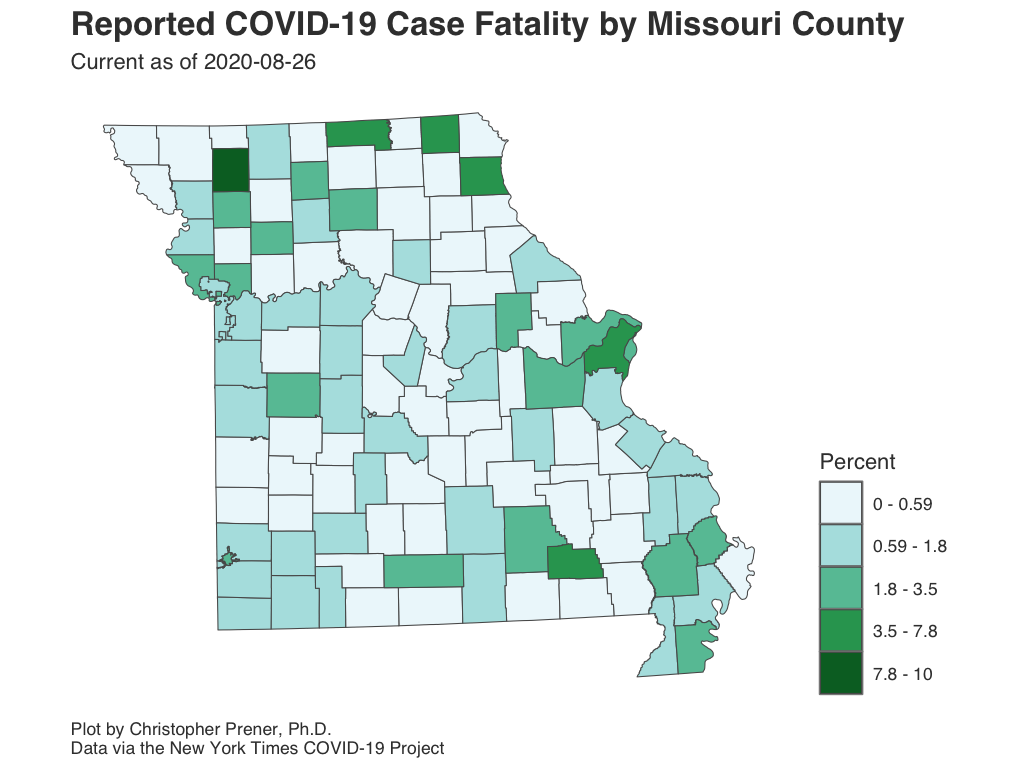 Reported COVID-19 Case Fatality by Missouri County
Current as of 2020-08-26
Percent
0 - 0.59
0.59 - 1.8
1.8 - 3.5
3.5 - 7.8
7.8 - 10
Plot by Christopher Prener, Ph.D.
Data via the New York Times COVID-19 Project